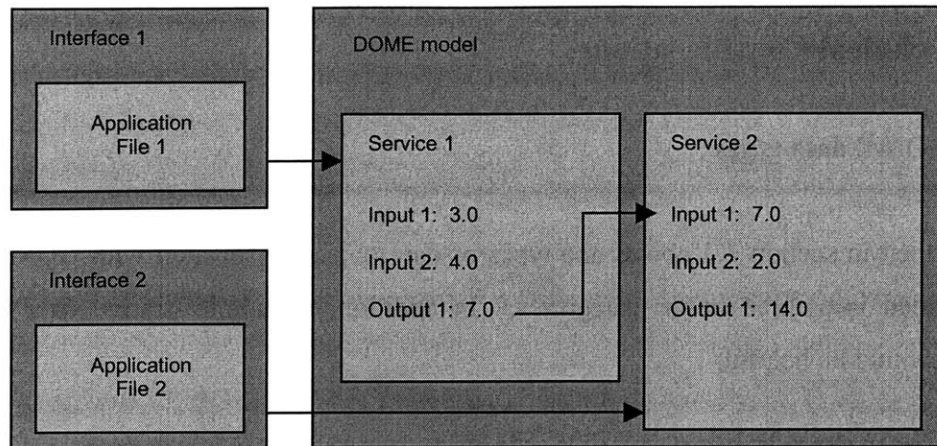 Interface 1
Application
File 1
Interface 2
Application
File 2
DOME model
Service 1
Input 1: 3.0
Input 2: 4.0
Output 1: 7.0
Service 2
Input 1: 7.0
Input 2: 2.0
Output 1: 14.0